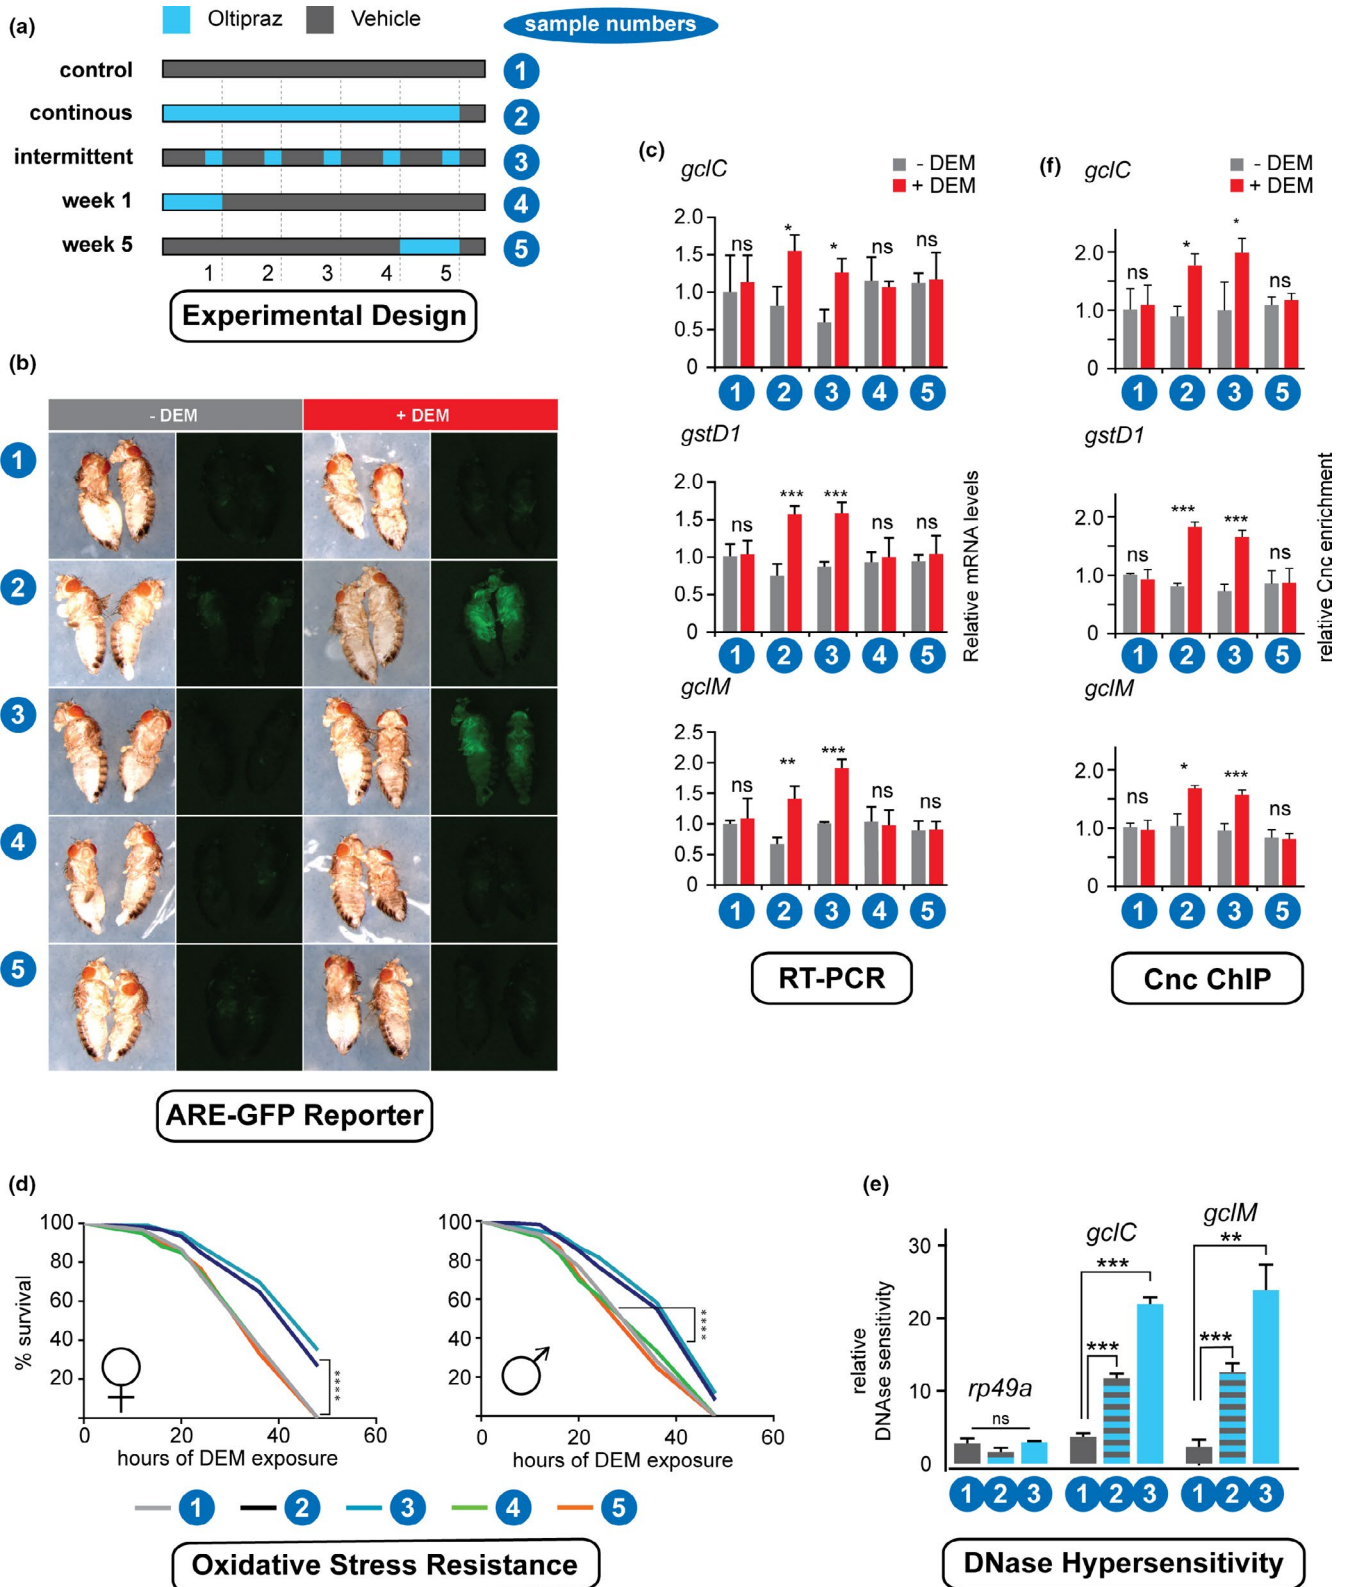 (a)
Oltipraz
Vehicle
sample numbers
control
1
continous
2
intermittent
3
week 1
4
week 5
5
1 2 3 4 5
Experimental Design
(b)
- DEM
+ DEM
1
2
3
4
5
ARE-GFP Reporter
(c)
gclC
- DEM
+ DEM
2.0
1.5
1.0
0.5
0
ns * * ns ns
1 2 3 4 5
gstD1
2.0
1.5
1.0
0.5
0
ns *** *** ns ns
1 2 3 4 5
Relative mRNA levels
gclM
2.5
2.0
1.5
1.0
0.5
0
ns ** *** ns ns
1 2 3 4 5
RT-PCR
(f)
gclC
- DEM
+ DEM
2.0
1.0
0
ns * * ns
1 2 3 5
gstD1
2.0
1.0
0
ns *** *** ns
1 2 3 5
relative Cnc enrichment
gclM
2.0
1.0
0
ns * *** ns
1 2 3 5
Cnc ChIP
(d)
% survival
100
80
60
40
20
0 20 40 60
hours of DEM exposure
****
100
80
60
40
20
0 20 40 60
hours of DEM exposure
****
1 2 3 4 5
Oxidative Stress Resistance
(e)
relative
DNAse sensitivity
30
20
10
0
rp49a
ns
gclC
***
***
gclM
**
***
1 2 3 1 2 3 1 2 3
DNase Hypersensitivity